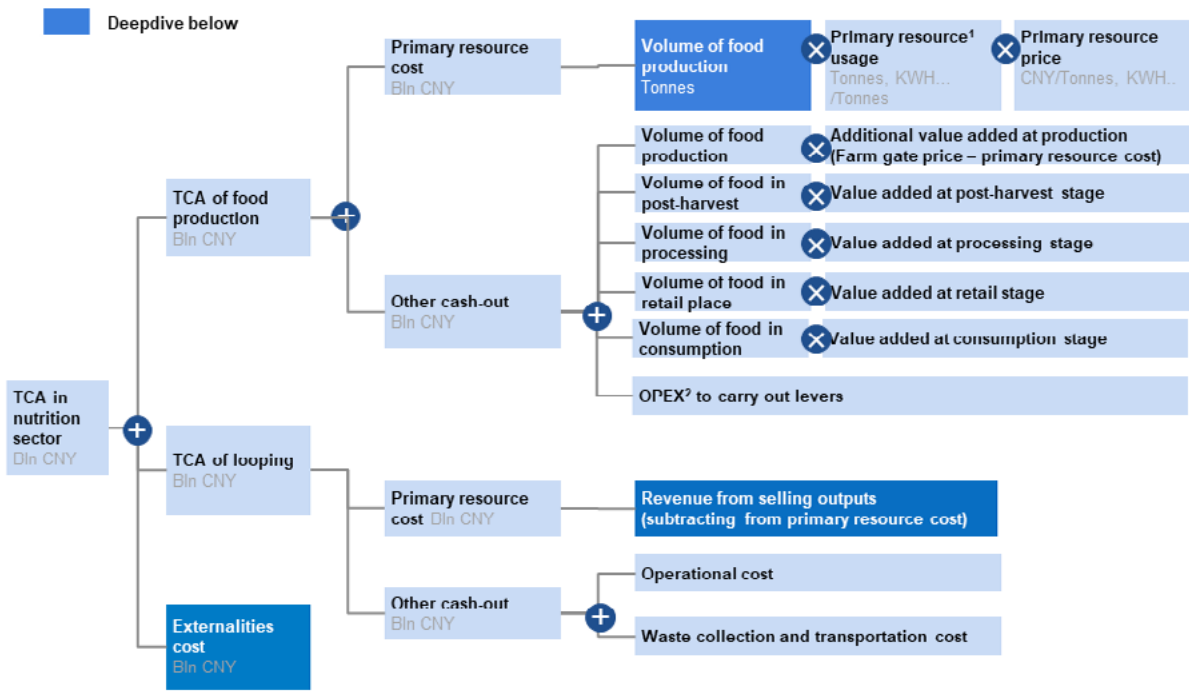 Deepdive below
Primary resource
cost
Bln CNY
Volume of food
production
Tonnes
Primary resource¹
usage
Tonnes, KWH...
/Tonnes
Primary resource
price
CNY/Tonnes, KWH..
Volume of food
production
Additional value added at production
(Farm gate price – primary resource cost)
TCA of food
production
Bln CNY
Volume of food in
post-harvest
Value added at post-harvest stage
Volume of food in
processing
Value added at processing stage
Other cash-out
Bln CNY
Volume of food in
retail place
Value added at retail stage
Volume of food in
consumption
Value added at consumption stage
OPEX² to carry out levers
TCA in
nutrition
sector
Bln CNY
TCA of looping
Bln CNY
Primary resource
cost Bln CNY
Revenue from selling outputs
(subtracting from primary resource cost)
Other cash-out
Bln CNY
Operational cost
Waste collection and transportation cost
Externalities
cost
Bln CNY